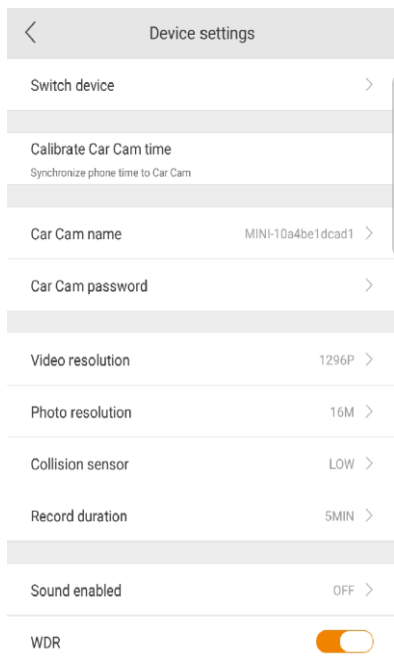 Device settings
Switch device
Calibrate Car Cam time
Synchronize phone time to Car Cam
Car Cam name MINI-10a4be1dcad1
Car Cam password
Video resolution 1296P
Photo resolution 16M
Collision sensor LOW
Record duration 5MIN
Sound enabled OFF
WDR